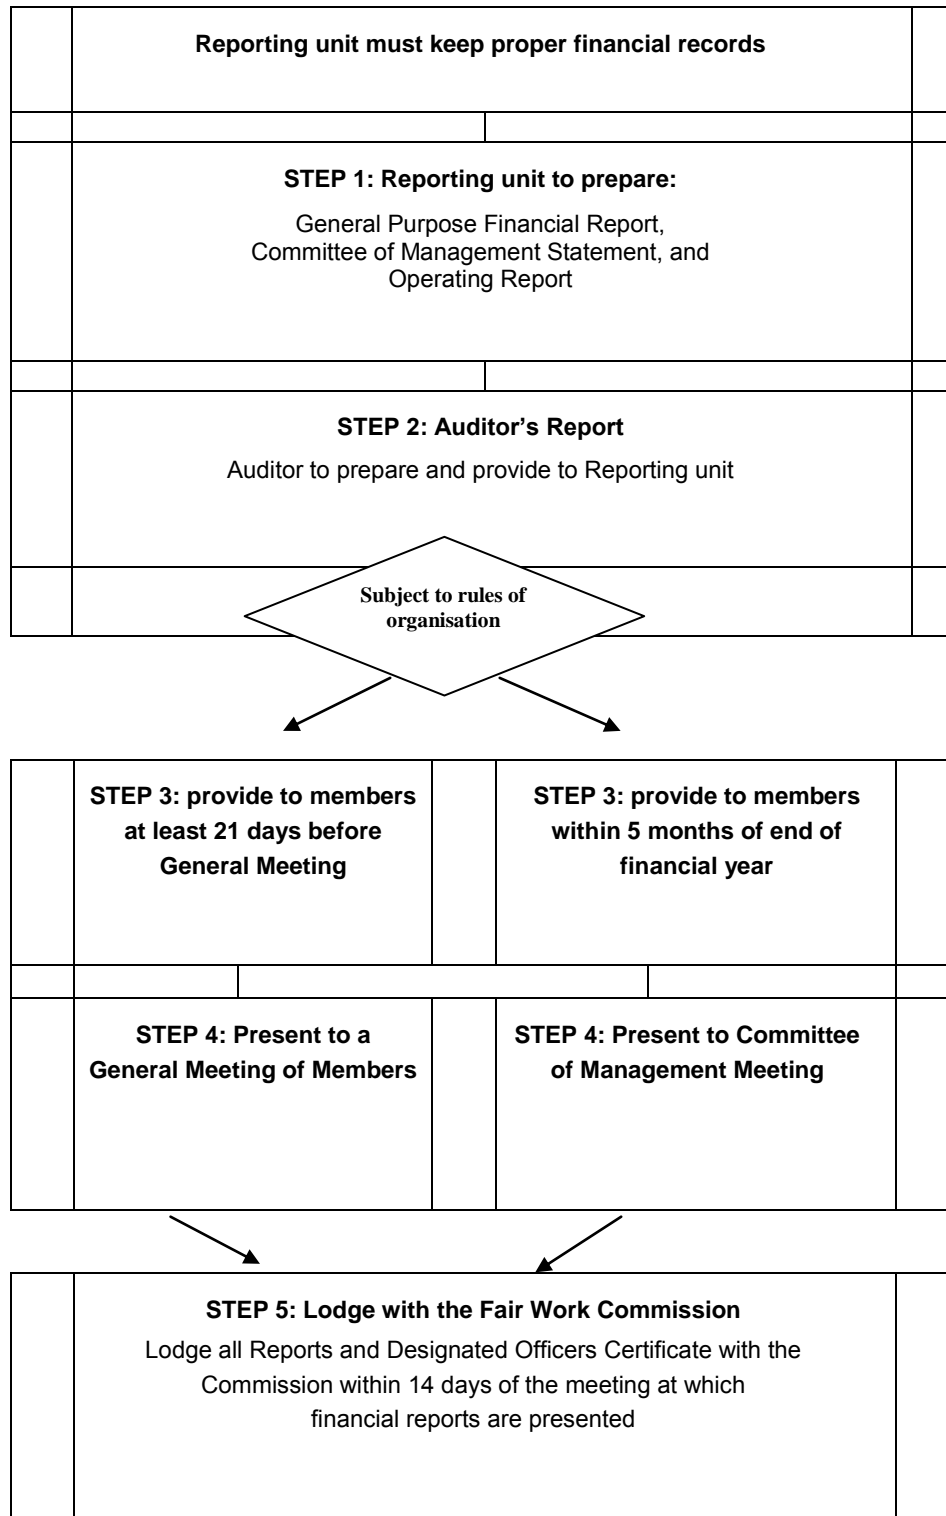 Reporting unit must keep proper financial records
STEP 1: Reporting unit to prepare:
General Purpose Financial Report,
Committee of Management Statement, and
Operating Report
STEP 2: Auditor’s Report
Auditor to prepare and provide to Reporting unit
Subject to rules of
organisation
STEP 3: provide to members
at least 21 days before
General Meeting
STEP 3: provide to members
within 5 months of end of
financial year
STEP 4: Present to a
General Meeting of Members
STEP 4: Present to Committee
of Management Meeting
STEP 5: Lodge with the Fair Work Commission
Lodge all Reports and Designated Officers Certificate with the
Commission within 14 days of the meeting at which
financial reports are presented